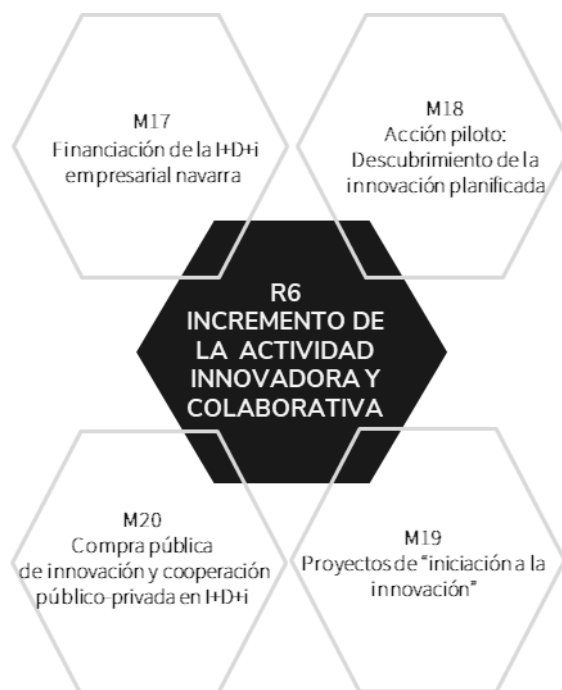 M17
Financiación de la I+D+i
empresarial navarra
M18
Acción piloto:
Descubrimiento de la
innovación planificada
R6
INCREMENTO DE
LA ACTIVIDAD
INNOVADORA Y
COLABORATIVA
M20
Compra pública
de innovación y cooperación
público-privada en I+D+i
M19
Proyectos de “iniciación a la
innovación”